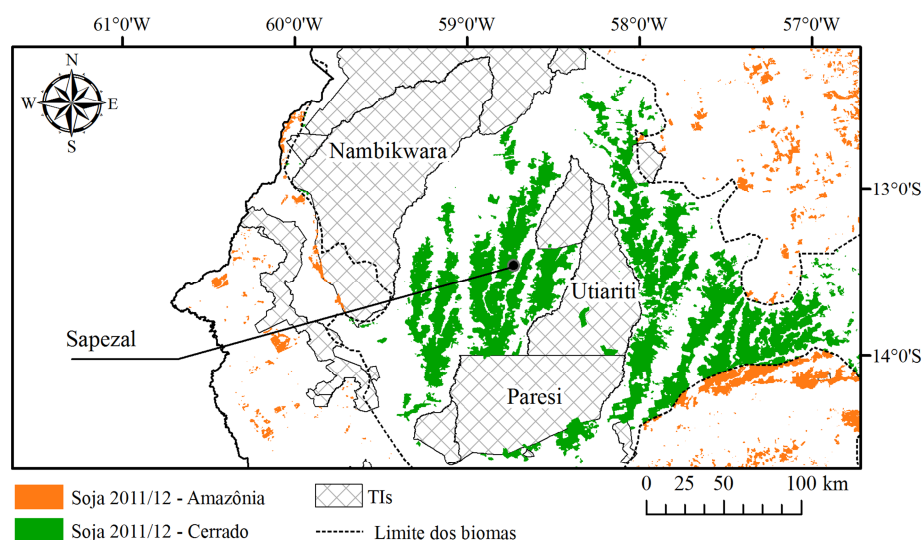 61°0'W 60°0'W 59°0'W 58°0'W 57°0'W
N
W E
S
Nambikwara
13°0'S
Utiariti
Sapezal
14°0'S
Paresi
Soja 2011/12 - Amazônia
TIs
0 25 50 100 km
Soja 2011/12 - Cerrado
Limite dos biomas